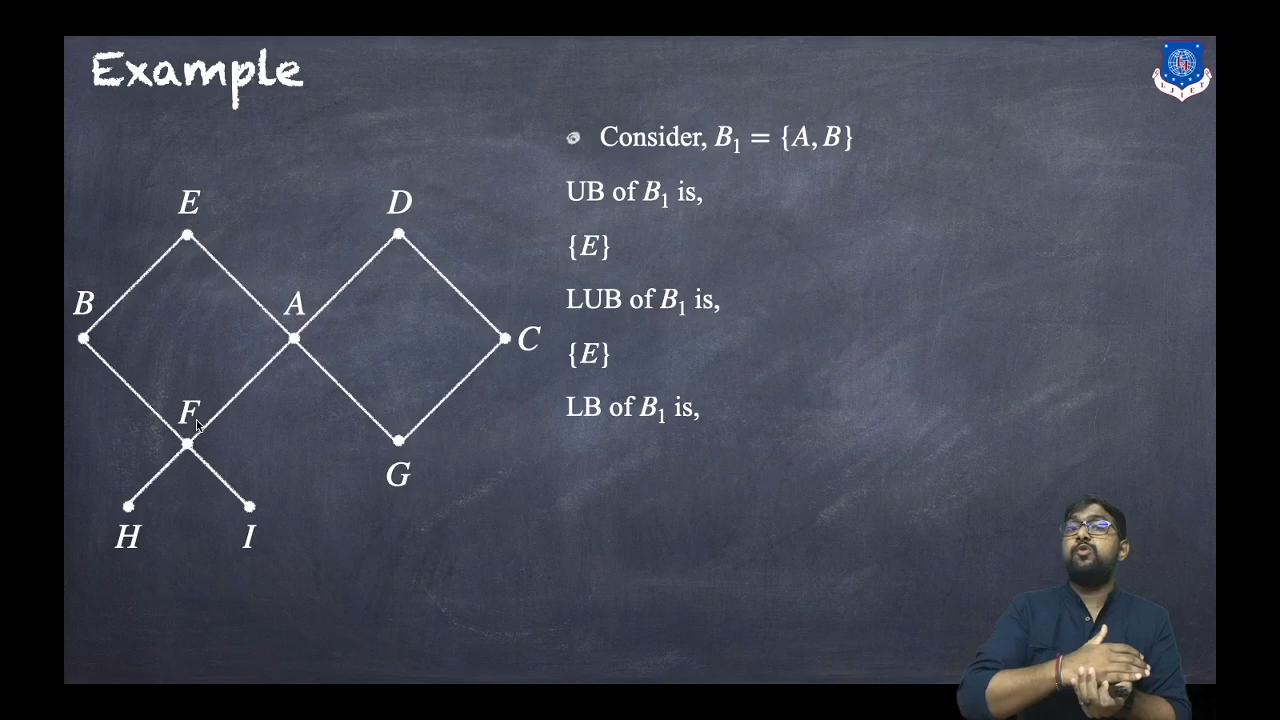 Example
Consider, B₁ = {A, B}
UB of B₁ is,
{E}
LUB of B₁ is,
{E}
LB of B₁ is,
E
D
B
A
C
F
G
H
I